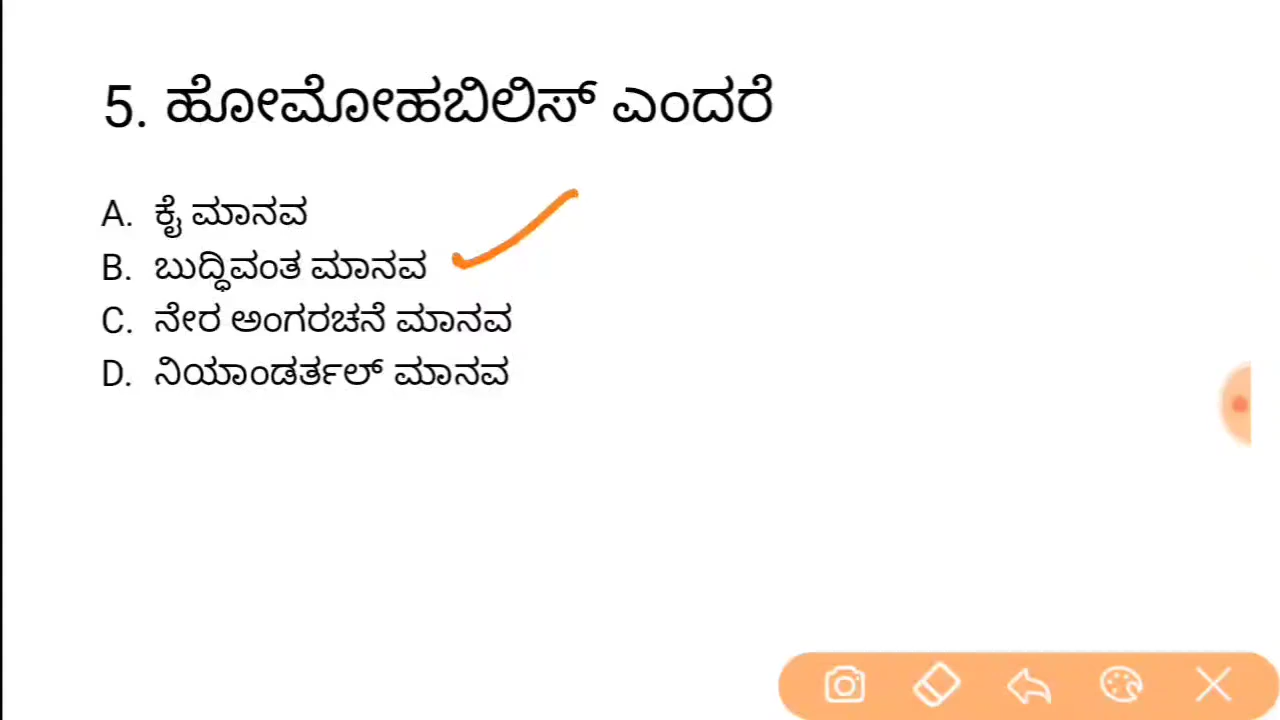 5. ಹೋಮೋಹಬಿಲಿಸ್ ಎಂದರೆ
A. ಕೈ ಮಾನವ
B. ಬುದ್ಧಿವಂತ ಮಾನವ
C. ನೇರ ಅಂಗರಚನೆ ಮಾನವ
D. ನಿಯಾಂಡರ್ತಲ್ ಮಾನವ